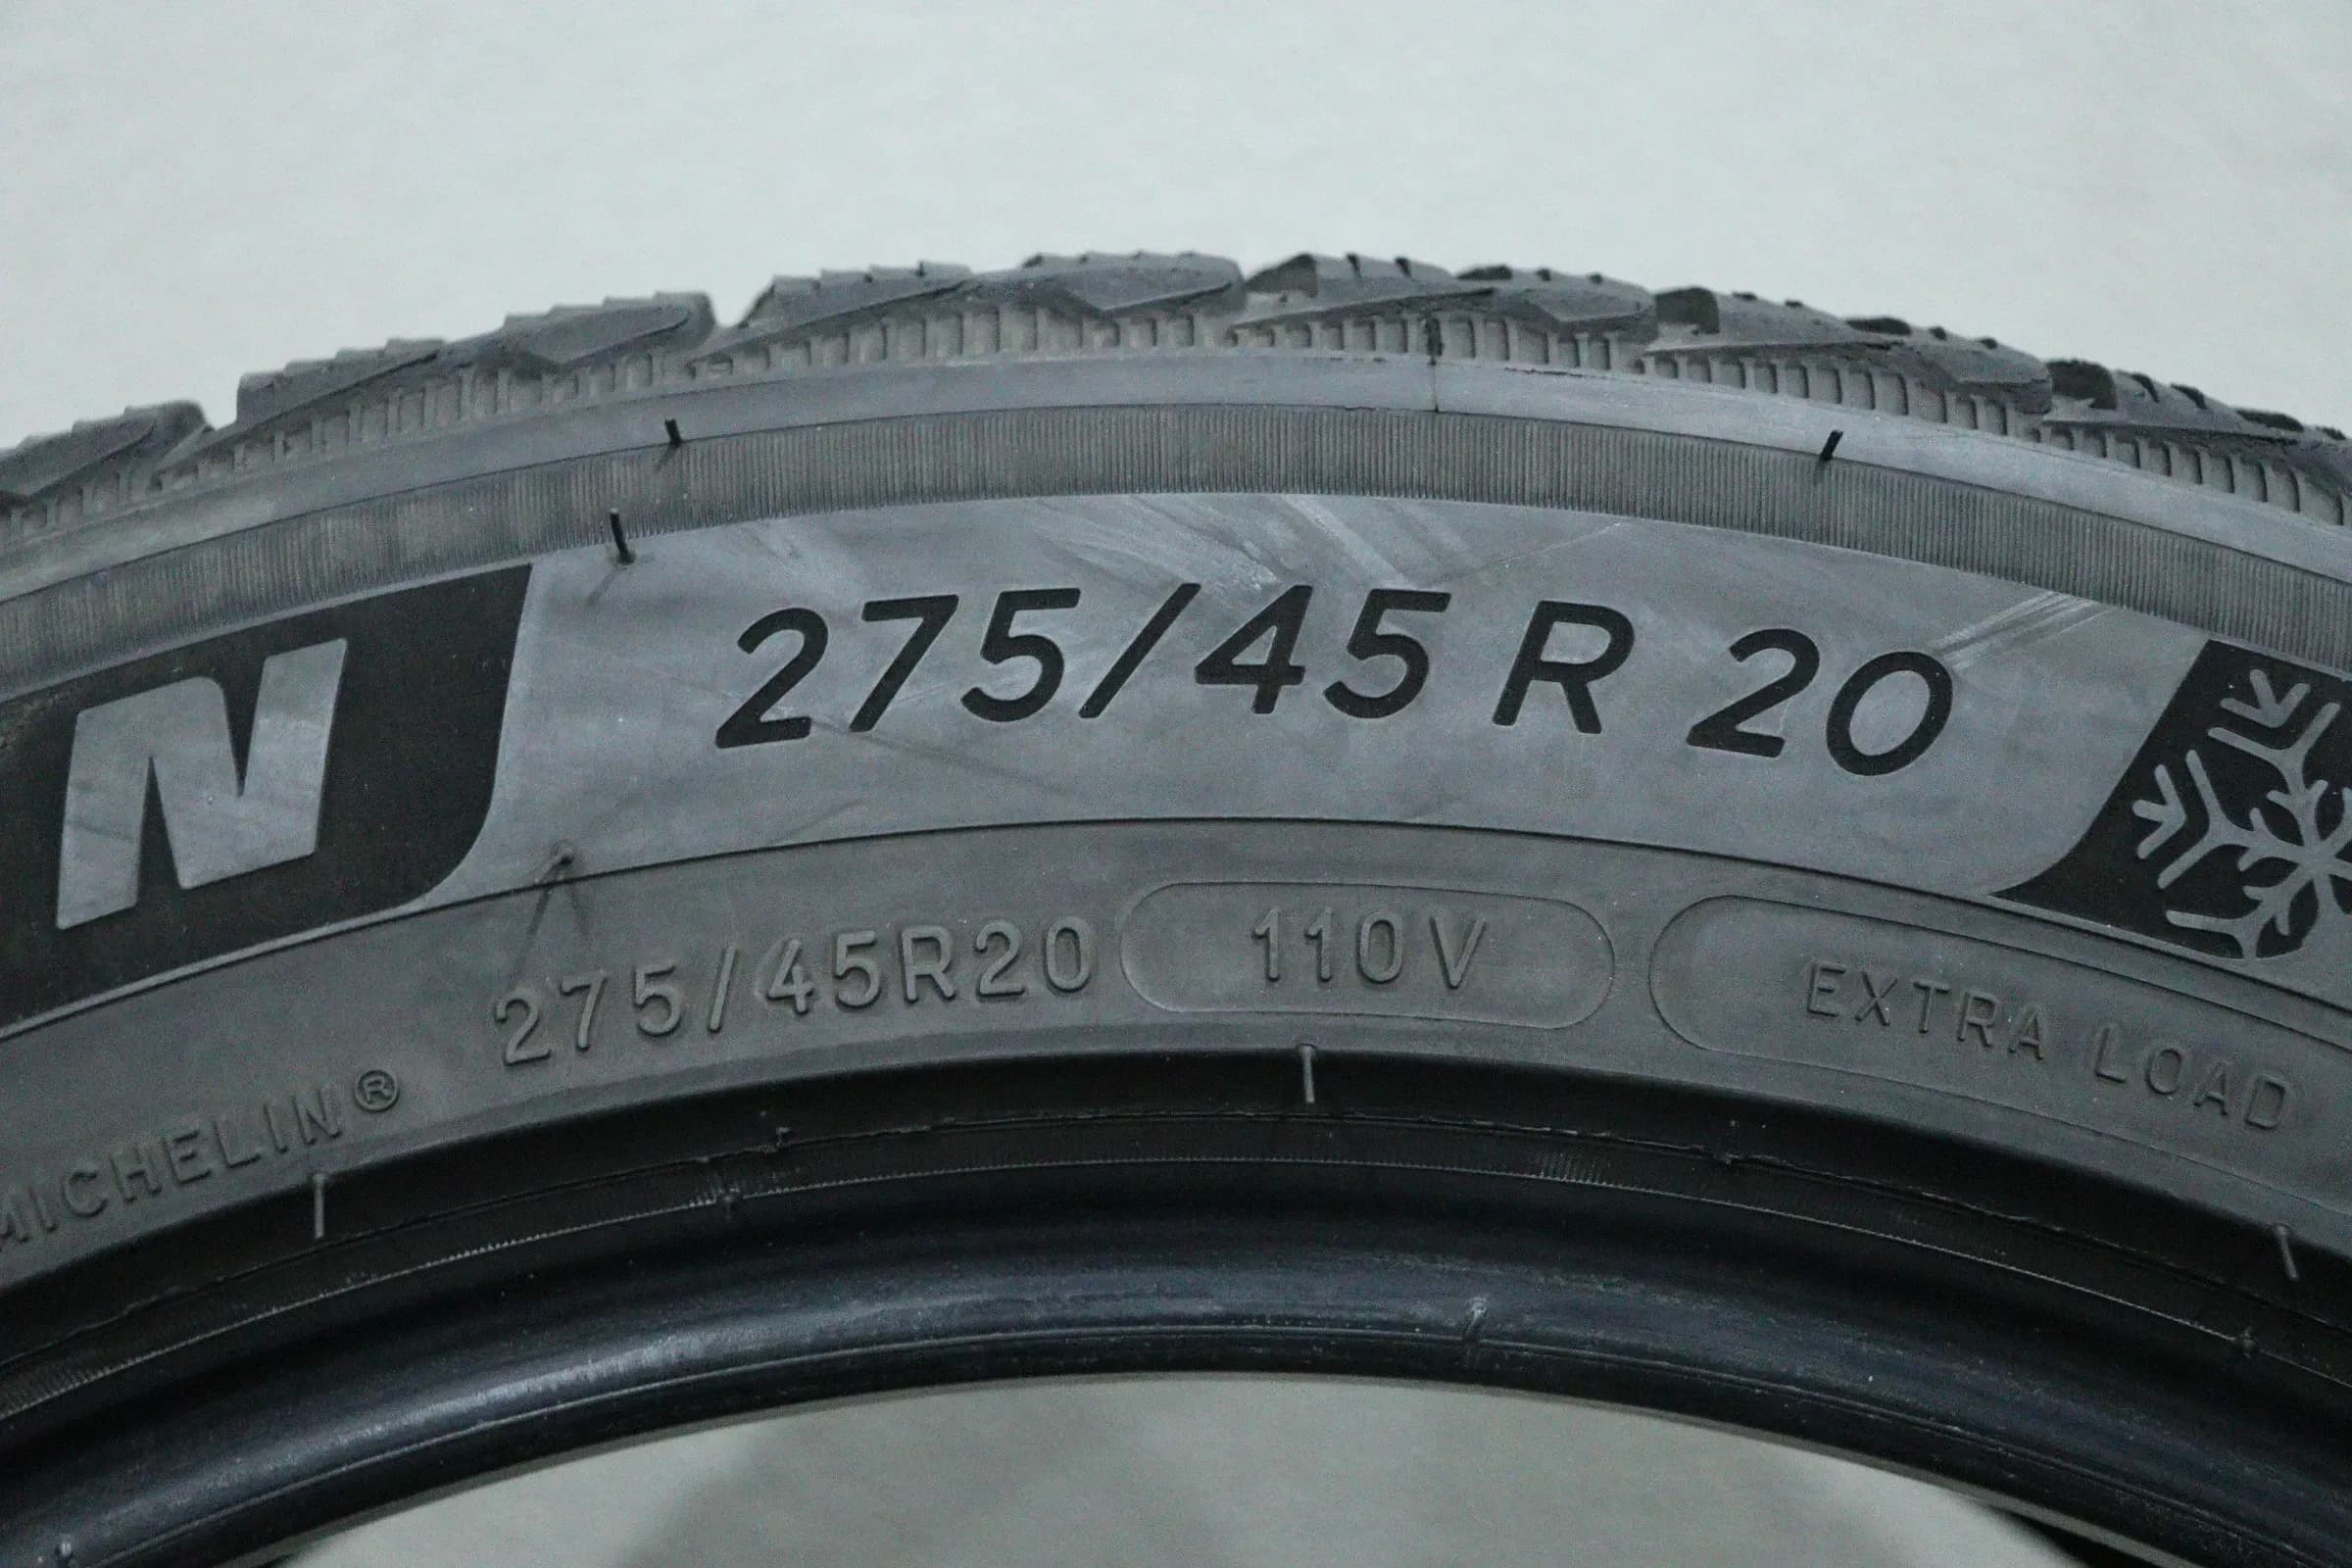 N 275/45 R 20
MICHELIN® 275/45R20 110V EXTRA LOAD